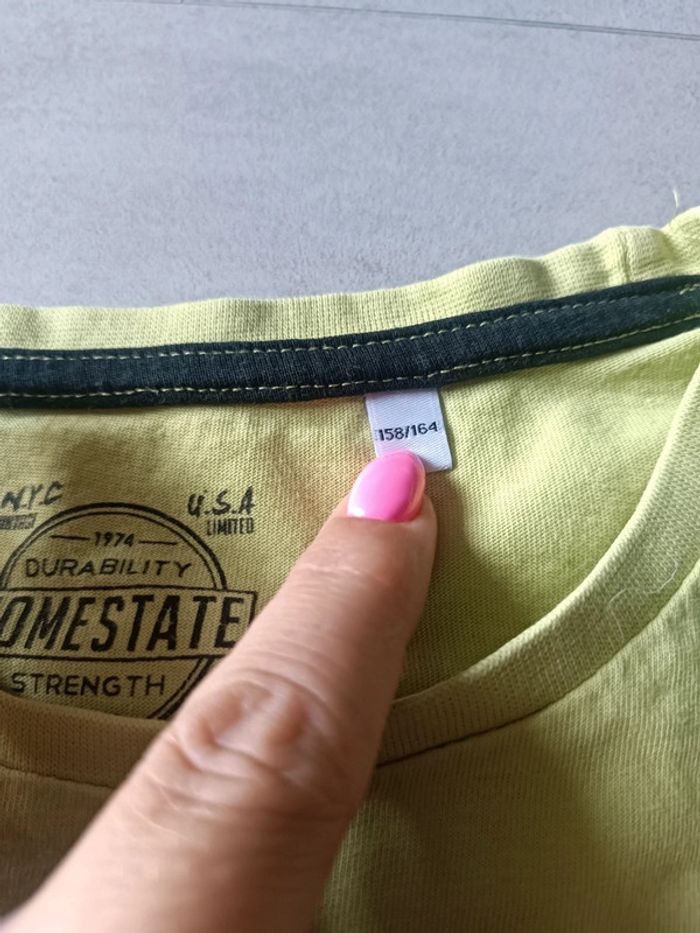 158/164
N.Y.C
U.S.A
LIMITED
1974
DURABILITY
OMESTATE
STRENGTH